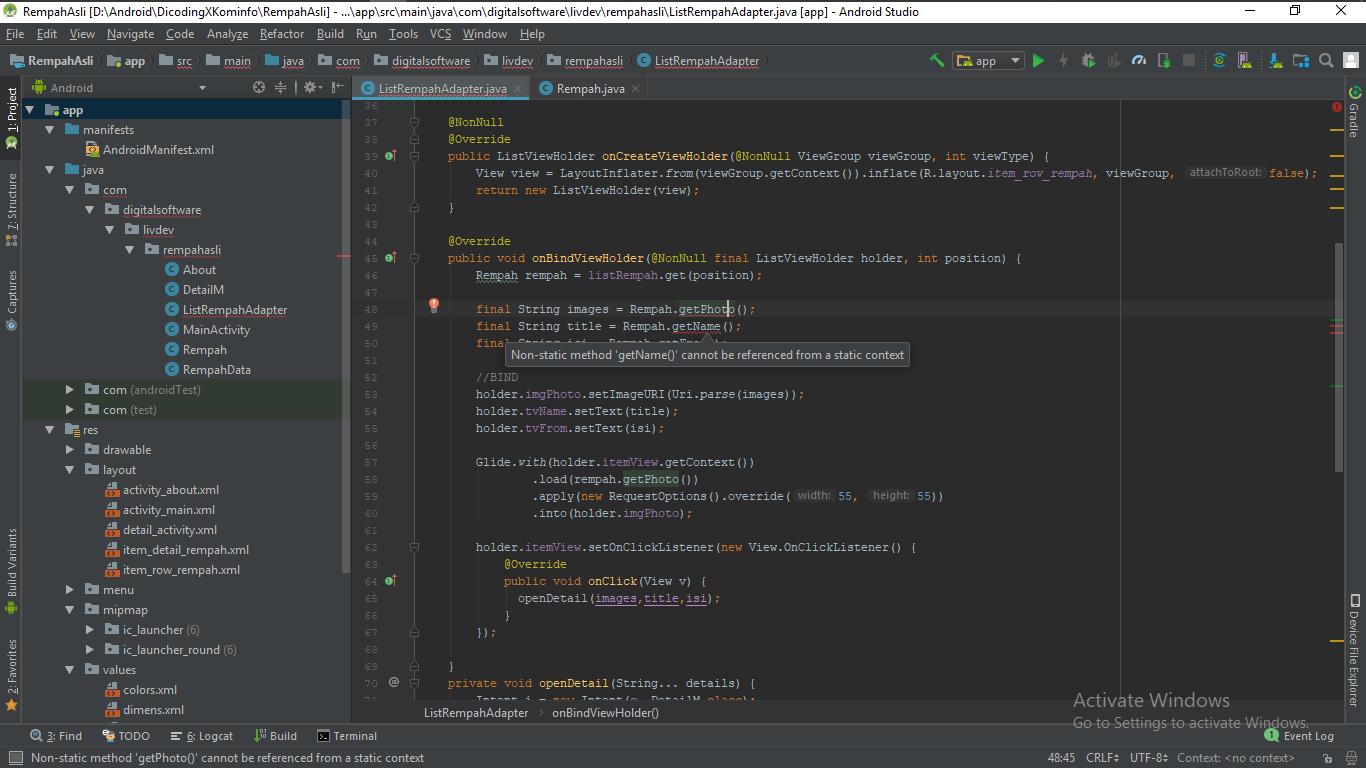 RempahAsli [D:\Android\DicodingXKominfo\RempahAsli] - ...\app\src\main\java\com\digitalsoftware\livdev\rempahasli\ListRempahAdapter.java [app] - Android Studio
File Edit View Navigate Code Analyze Refactor Build Run Tools VCS Window Help
RempahAsli app src main java com digitalsoftware livdev rempahasli ListRempahAdapter app
Android
ListRempahAdapter.java Rempah.java
1: Project
7: Structure
Captures
Build Variants
2: Favorites
app
manifests
AndroidManifest.xml
java
com
digitalsoftware
livdev
rempahasli
About
DetailM
ListRempahAdapter
MainActivity
Rempah
RempahData
com (androidTest)
com (test)
res
drawable
layout
activity_about.xml
activity_main.xml
detail_activity.xml
item_detail_rempah.xml
item_row_rempah.xml
menu
mipmap
ic_launcher (6)
ic_launcher_round (6)
values
colors.xml
dimens.xml
36
37 @NonNull
38 @Override
39 public ListViewHolder onCreateViewHolder(@NonNull ViewGroup viewGroup, int viewType) {
40 View view = LayoutInflater.from(viewGroup.getContext()).inflate(R.layout.item_row_rempah, viewGroup, attachToRoot: false);
41 return new ListViewHolder(view);
42 }
43
44 @Override
45 public void onBindViewHolder(@NonNull final ListViewHolder holder, int position) {
46 Rempah rempah = listRempah.get(position);
47
48 final String images = Rempah.getPhoto();
49 final String title = Rempah.getName();
50 final
Non-static method 'getName()' cannot be referenced from a static context
51
52 //BIND
53 holder.imgPhoto.setImageURI(Uri.parse(images));
54 holder.tvName.setText(title);
55 holder.tvFrom.setText(isi);
56
57 Glide.with(holder.itemView.getContext())
58 .load(rempah.getPhoto())
59 .apply(new RequestOptions().override( width: 55, height: 55))
60 .into(holder.imgPhoto);
61
62 holder.itemView.setOnClickListener(new View.OnClickListener() {
63 @Override
64 public void onClick(View v) {
65 openDetail(images,title,isi);
66 }
67 });
68
69 }
70 @ private void openDetail(String... details) {
ListRempahAdapter onBindViewHolder()
Gradle
Device File Explorer
Activate Windows
Go to Settings to activate Windows.
3: Find TODO 6: Logcat Build Terminal 1 Event Log
Non-static method 'getPhoto()' cannot be referenced from a static context 48:45 CRLF UTF-8 Context: <no context>